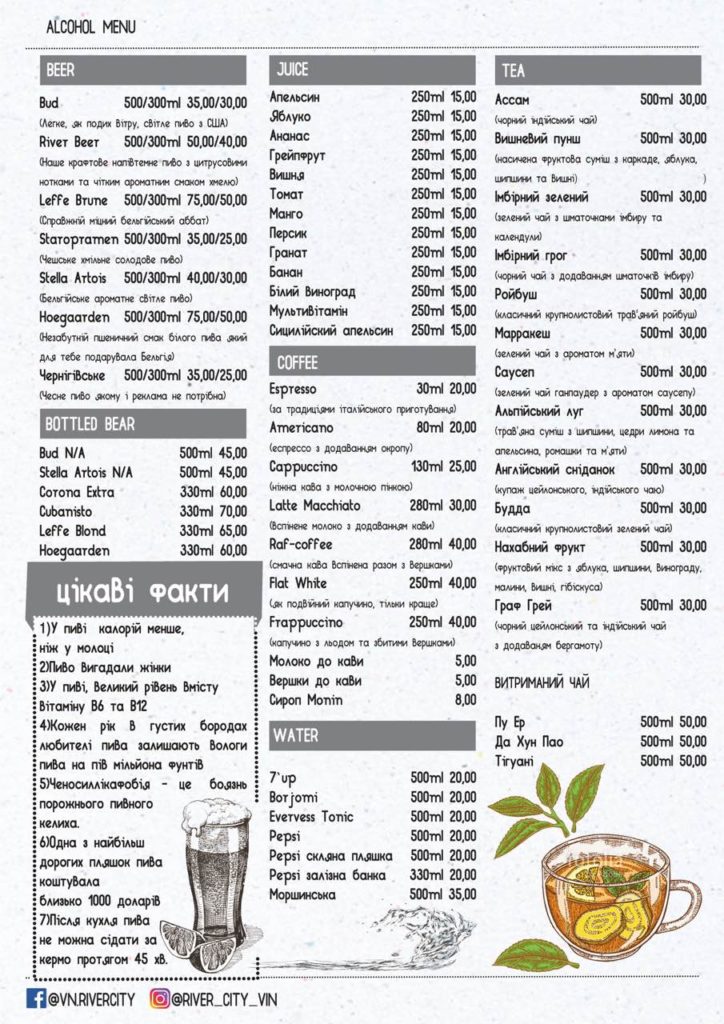 ALCOHOL MENU
BEER
Bud 500/300ml 35,00/30,00
(Легке, як подих вітру, світле пиво з США)
River Beer 500/300ml 50,00/40,00
(Наше крафтове напівтемне пиво з цитрусовими
нотками та чітким ароматним смаком хмелю)
Leffe Brune 500/300ml 75,00/50,00
(Справжній міцний бельгійський аббат)
Staropramen 500/300ml 35,00/25,00
(Чешське хмільне солодове пиво)
Stella Artois 500/300ml 40,00/30,00
(Бельгійське ароматне світле пиво)
Hoegaarden 500/300ml 75,00/50,00
(Незабутній пшеничний смак білого пива який
для тебе подарувала Бельгія)
Чернігівське 500/300ml 35,00/25,00
(Чесне пиво якому і реклама не потрібна)
BOTTLED BEAR
Bud N/A 500ml 45,00
Stella Artois N/A 500ml 45,00
Corona Extra 330ml 60,00
Cubanisto 330ml 70,00
Leffe Blond 330ml 65,00
Hoegaarden 330ml 60,00
цікаві факти
1)У пиві калорій менше,
ніж у молоці
2)Пиво вигадали жінки
3)У пиві, великий рівень вмісту
вітаміну B6 та B12
4)Кожен рік в густих бородах
любителі пива залишають вологи
пива на пів мільйона фунтів
5)Ченосиллікафобія - це боязнь
порожнього пивного
келиха.
6)Одна з найбільш
дорогих пляшок пива
коштувала
близько 1000 доларів
7)Після кухля пива
не можна сідати за
кермо протягом 45 хв.
JUICE
Апельсин 250ml 15,00
Яблуко 250ml 15,00
Ананас 250ml 15,00
Грейпфрут 250ml 15,00
Вишня 250ml 15,00
Томат 250ml 15,00
Манго 250ml 15,00
Персик 250ml 15,00
Гранат 250ml 15,00
Банан 250ml 15,00
Білий виноград 250ml 15,00
Мультивітамін 250ml 15,00
Сицилійский апельсин 250ml 15,00
COFFEE
Espresso 30ml 20,00
(за традиціями італійського приготування)
Americano 80ml 20,00
(еспрессо з додаванням окропу)
Cappuccino 130ml 25,00
(ніжна кава з молочною пінкою)
Latte Macchiato 280ml 30,00
(вспінене молоко з додаванням кави)
Raf-coffee 280ml 40,00
(смачна кава вспінена разом з вершками)
Flat White 250ml 40,00
(як подвійний капучино, тільки краще)
Frappuccino 250ml 40,00
(капучино з льодом та збитими вершками)
Молоко до кави 5,00
Вершки до кави 5,00
Сироп Monin 8,00
WATER
7`up 500ml 20,00
Borjomi 500ml 20,00
Evervess Tonic 500ml 20,00
Pepsi 500ml 20,00
Pepsi скляна пляшка 500ml 20,00
Pepsi залізна банка 330ml 20,00
Моршинська 500ml 35,00
TEA
Ассам 500ml 30,00
(чорний індійський чай)
Вишневий пунш 500ml 30,00
(насичена фруктова суміш з каркаде, яблука,
шипшини та вишні) )
Імбірний зелений 500ml 30,00
(зелений чай з шматочками імбиру та
календули)
Імбірний грог 500ml 30,00
(чорний чай з додаванням шматочків імбиру)
Ройбуш 500ml 30,00
(класичний крупнолистовий трав'яний ройбуш)
Марракеш 500ml 30,00
(зелений чай з ароматом м'яти)
Саусеп 500ml 30,00
(зелений чай ганпаудер з ароматом саусепу)
Альпійський луг 500ml 30,00
(трав'яна суміш з шипшини, цедри лимона та
апельсина, ромашки та м'яти)
Англійський сніданок 500ml 30,00
(купаж цейлонського, індійського чаю)
Будда 500ml 30,00
(класичний крупнолистовий зелений чай)
Нахабний фрукт 500ml 30,00
(фруктовий мікс з яблука, шипшини, винограду,
малини, вишні, гібіскуса)
Граф Грей 500ml 30,00
(чорний цейлонський та індійський чай
з додаваням бергамоту)
ВИТРИМАНИЙ ЧАЙ
Пу Ер 500ml 50,00
Да Хун Пао 500ml 50,00
Тігуані 500ml 50,00
@VN.RIVERCITY @RIVER_CITY_VIN